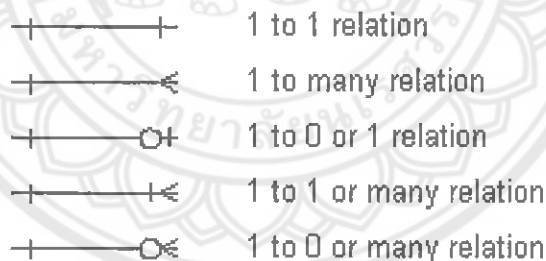 1 to 1 relation
1 to many relation
1 to 0 or 1 relation
1 to 1 or many relation
1 to 0 or many relation